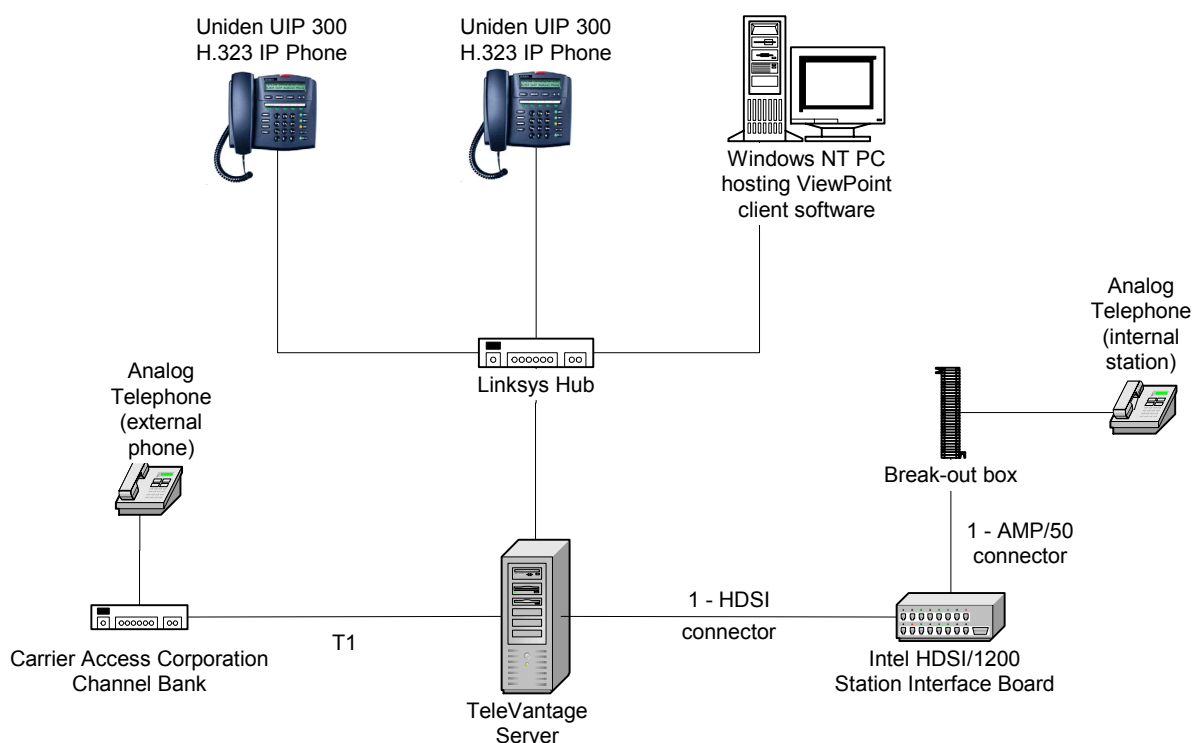 Uniden UIP 300
H.323 IP Phone
Uniden UIP 300
H.323 IP Phone
Windows NT PC
hosting ViewPoint
client software
Analog
Telephone
(internal
station)
Linksys Hub
Analog
Telephone
(external
phone)
Break-out box
1 - AMP/50
connector
1 - HDSI
connector
T1
Carrier Access Corporation
Channel Bank
Intel HDSI/1200
Station Interface Board
TeleVantage
Server